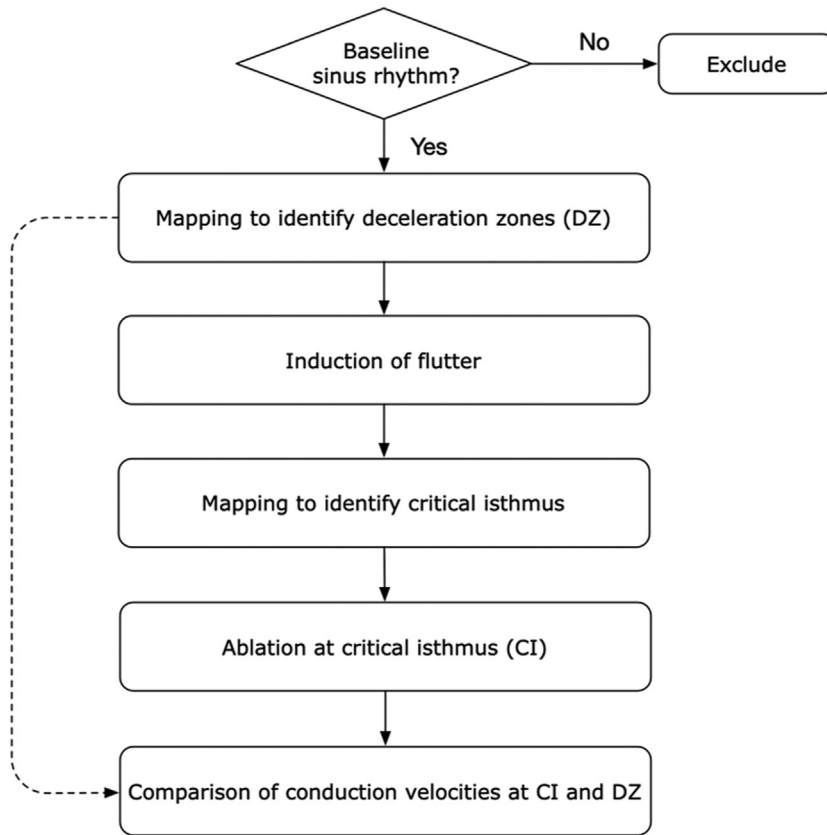 Baseline
sinus rhythm?
No
Exclude
Yes
Mapping to identify deceleration zones (DZ)
Induction of flutter
Mapping to identify critical isthmus
Ablation at critical isthmus (CI)
Comparison of conduction velocities at CI and DZ